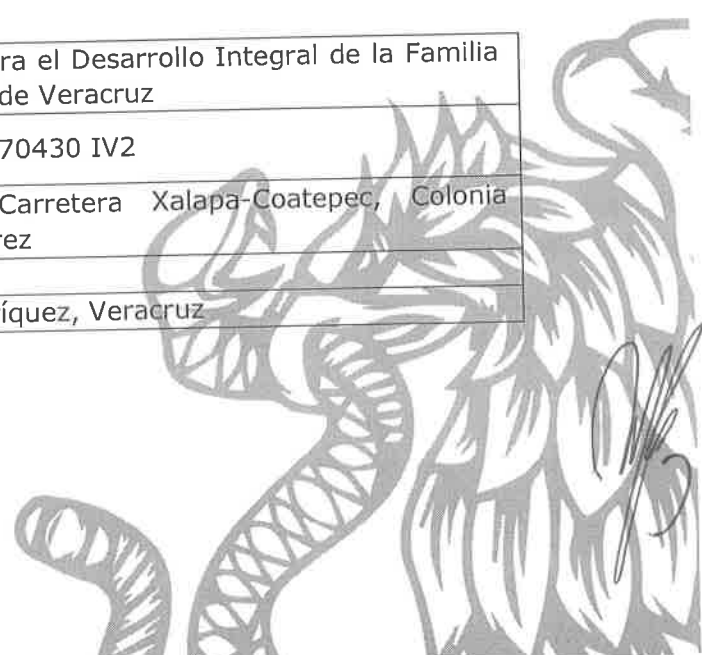 ra el Desarrollo Integral de la Familia
de Veracruz
70430 IV2
Carretera Xalapa-Coatepec, Colonia
rez
íquez, Veracruz